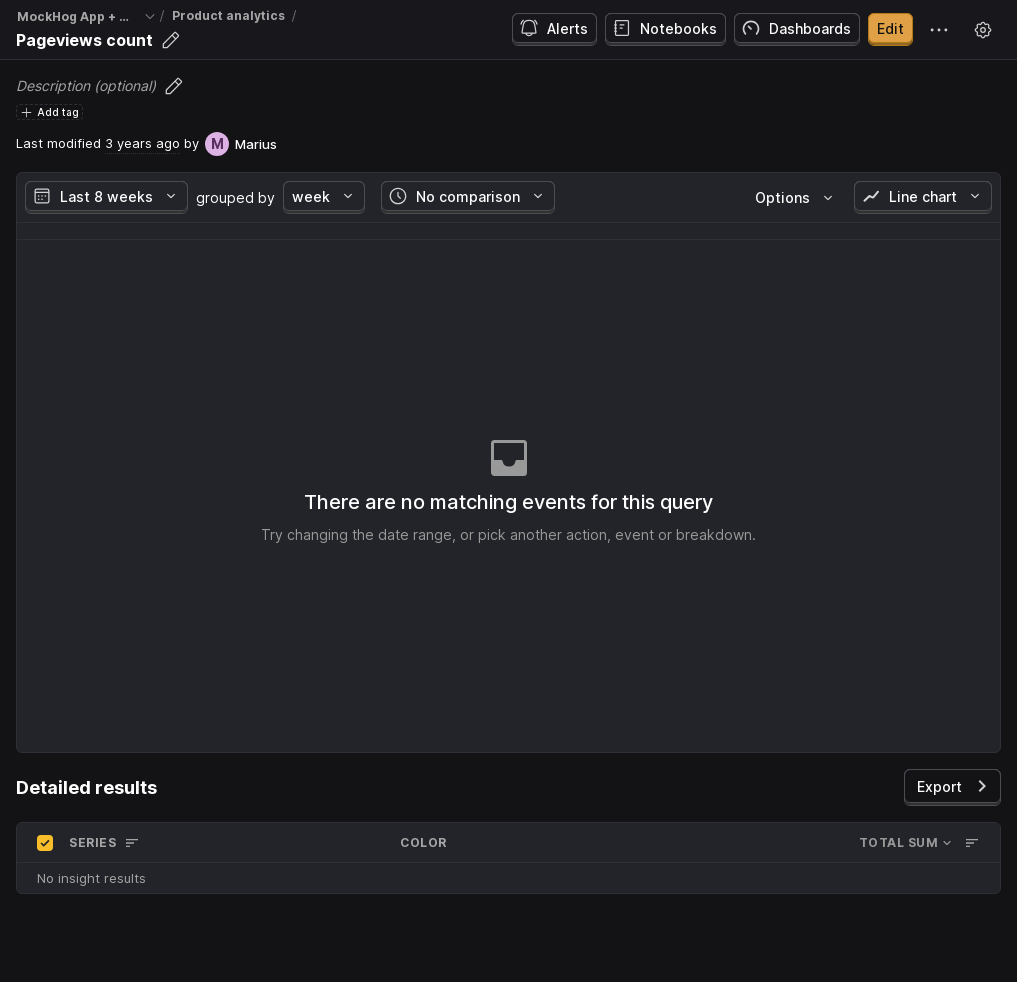 MockHog App + ... / Product analytics /
Pageviews count
Alerts Notebooks Dashboards Edit
Description (optional)
Add tag
Last modified 3 years ago by M Marius
Last 8 weeks grouped by week No comparison Options Line chart
There are no matching events for this query
Try changing the date range, or pick another action, event or breakdown.
Detailed results Export
SERIES COLOR TOTAL SUM
No insight results